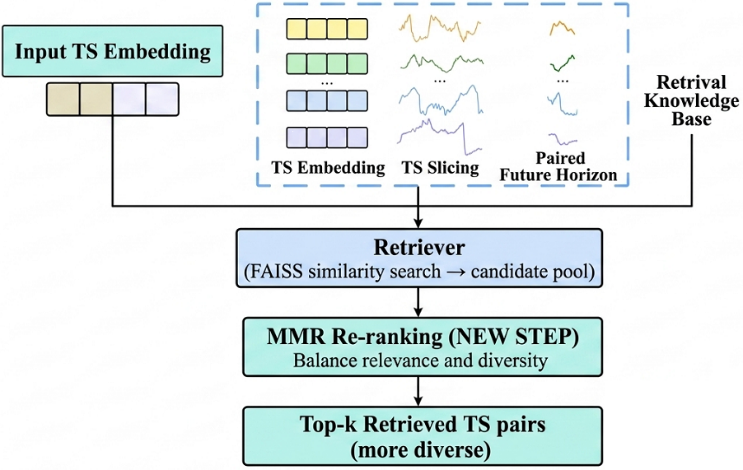 Input TS Embedding
...
...
...
TS Embedding
TS Slicing
Paired
Future Horizon
Retrival
Knowledge
Base
Retriever
(FAISS similarity search → candidate pool)
MMR Re-ranking (NEW STEP)
Balance relevance and diversity
Top-k Retrieved TS pairs
(more diverse)